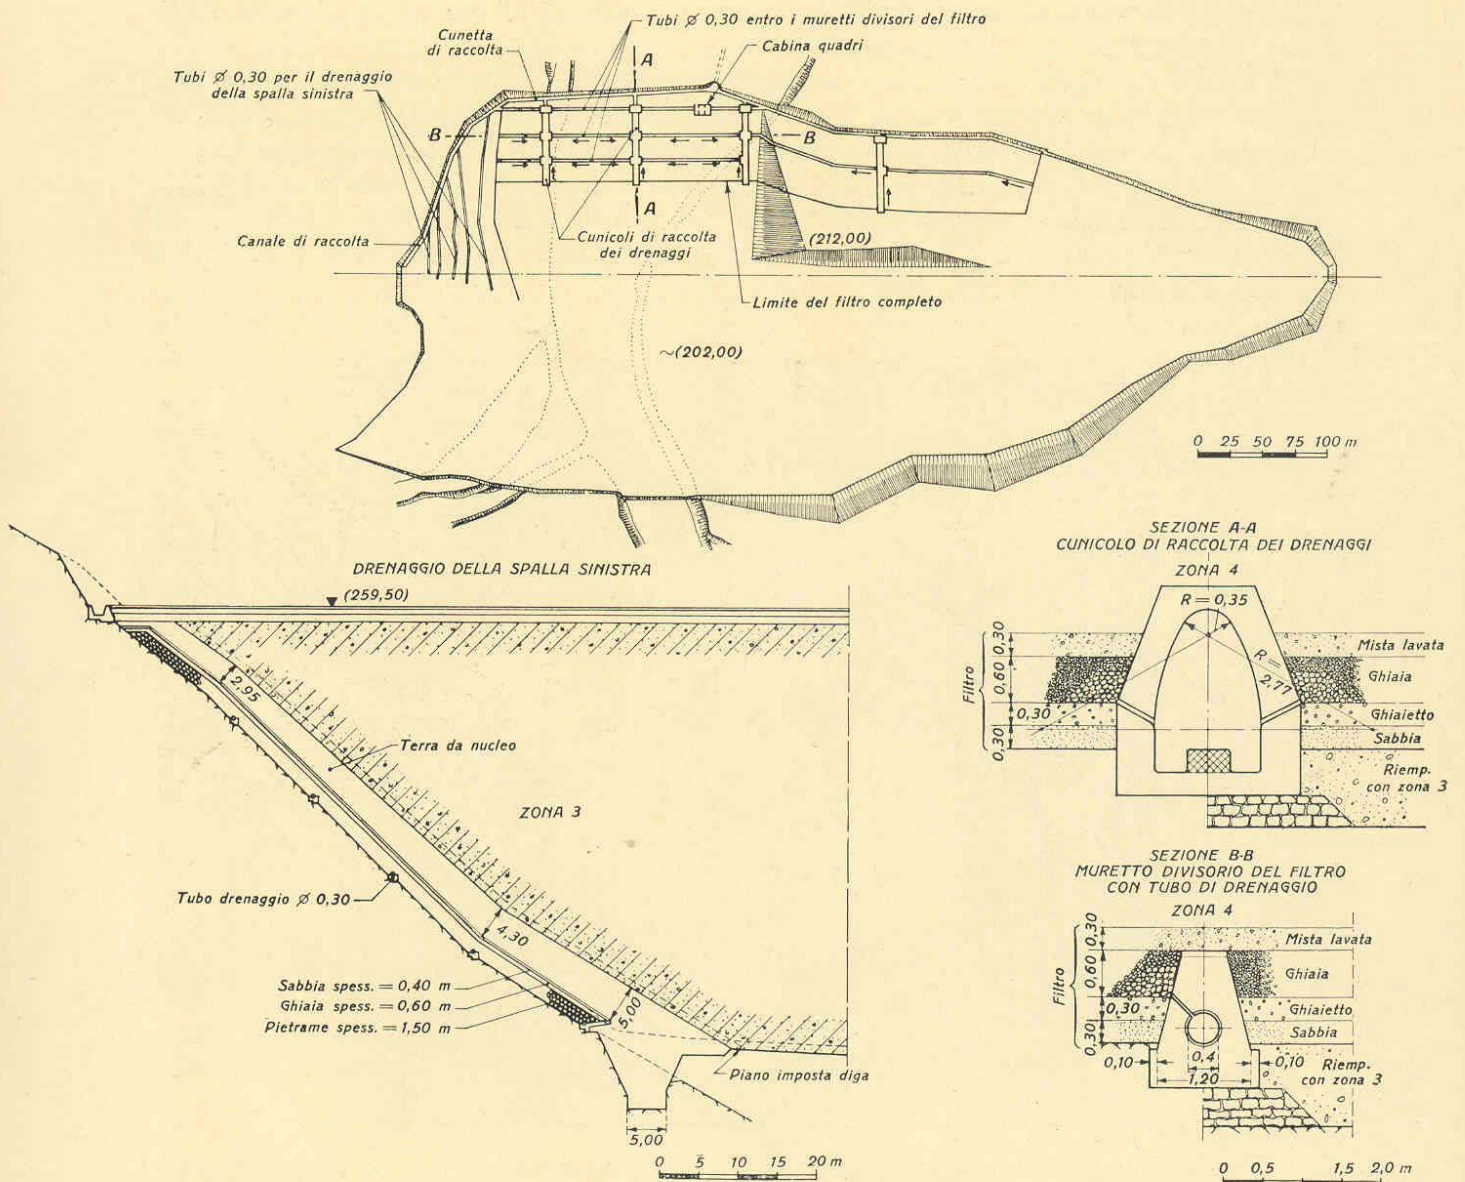 Tubi Ø 0,30 entro i muretti divisori del filtro
Cunetta
di raccolta
A
Cabina quadri
Tubi Ø 0,30 per il drenaggio
della spalla sinistra
B
B
A
Canale di raccolta
Cunicoli di raccolta
dei drenaggi
(212,00)
Limite del filtro completo
~(202,00)
0 25 50 75 100 m
DRENAGGIO DELLA SPALLA SINISTRA
(259,50)
2,95
Terra da nucleo
ZONA 3
Tubo drenaggio Ø 0,30
4,30
Sabbia spess. = 0,40 m
Ghiaia spess. = 0,60 m
Pietrame spess. = 1,50 m
5,00
Piano imposta diga
5,00
0 5 10 15 20 m
SEZIONE A-A
CUNICOLO DI RACCOLTA DEI DRENAGGI
ZONA 4
R = 0,35
R = 2,77
Filtro
0,30
0,60
0,30
0,30
Mista lavata
Ghiaia
Ghiaietto
Sabbia
Riemp.
con zona 3
SEZIONE B-B
MURETTO DIVISORIO DEL FILTRO
CON TUBO DI DRENAGGIO
ZONA 4
Filtro
0,30
0,60
0,30
0,30
Mista lavata
Ghiaia
Ghiaietto
Sabbia
0,10
0,4
0,10
1,20
Riemp.
con zona 3
0 0,5 1,5 2,0 m